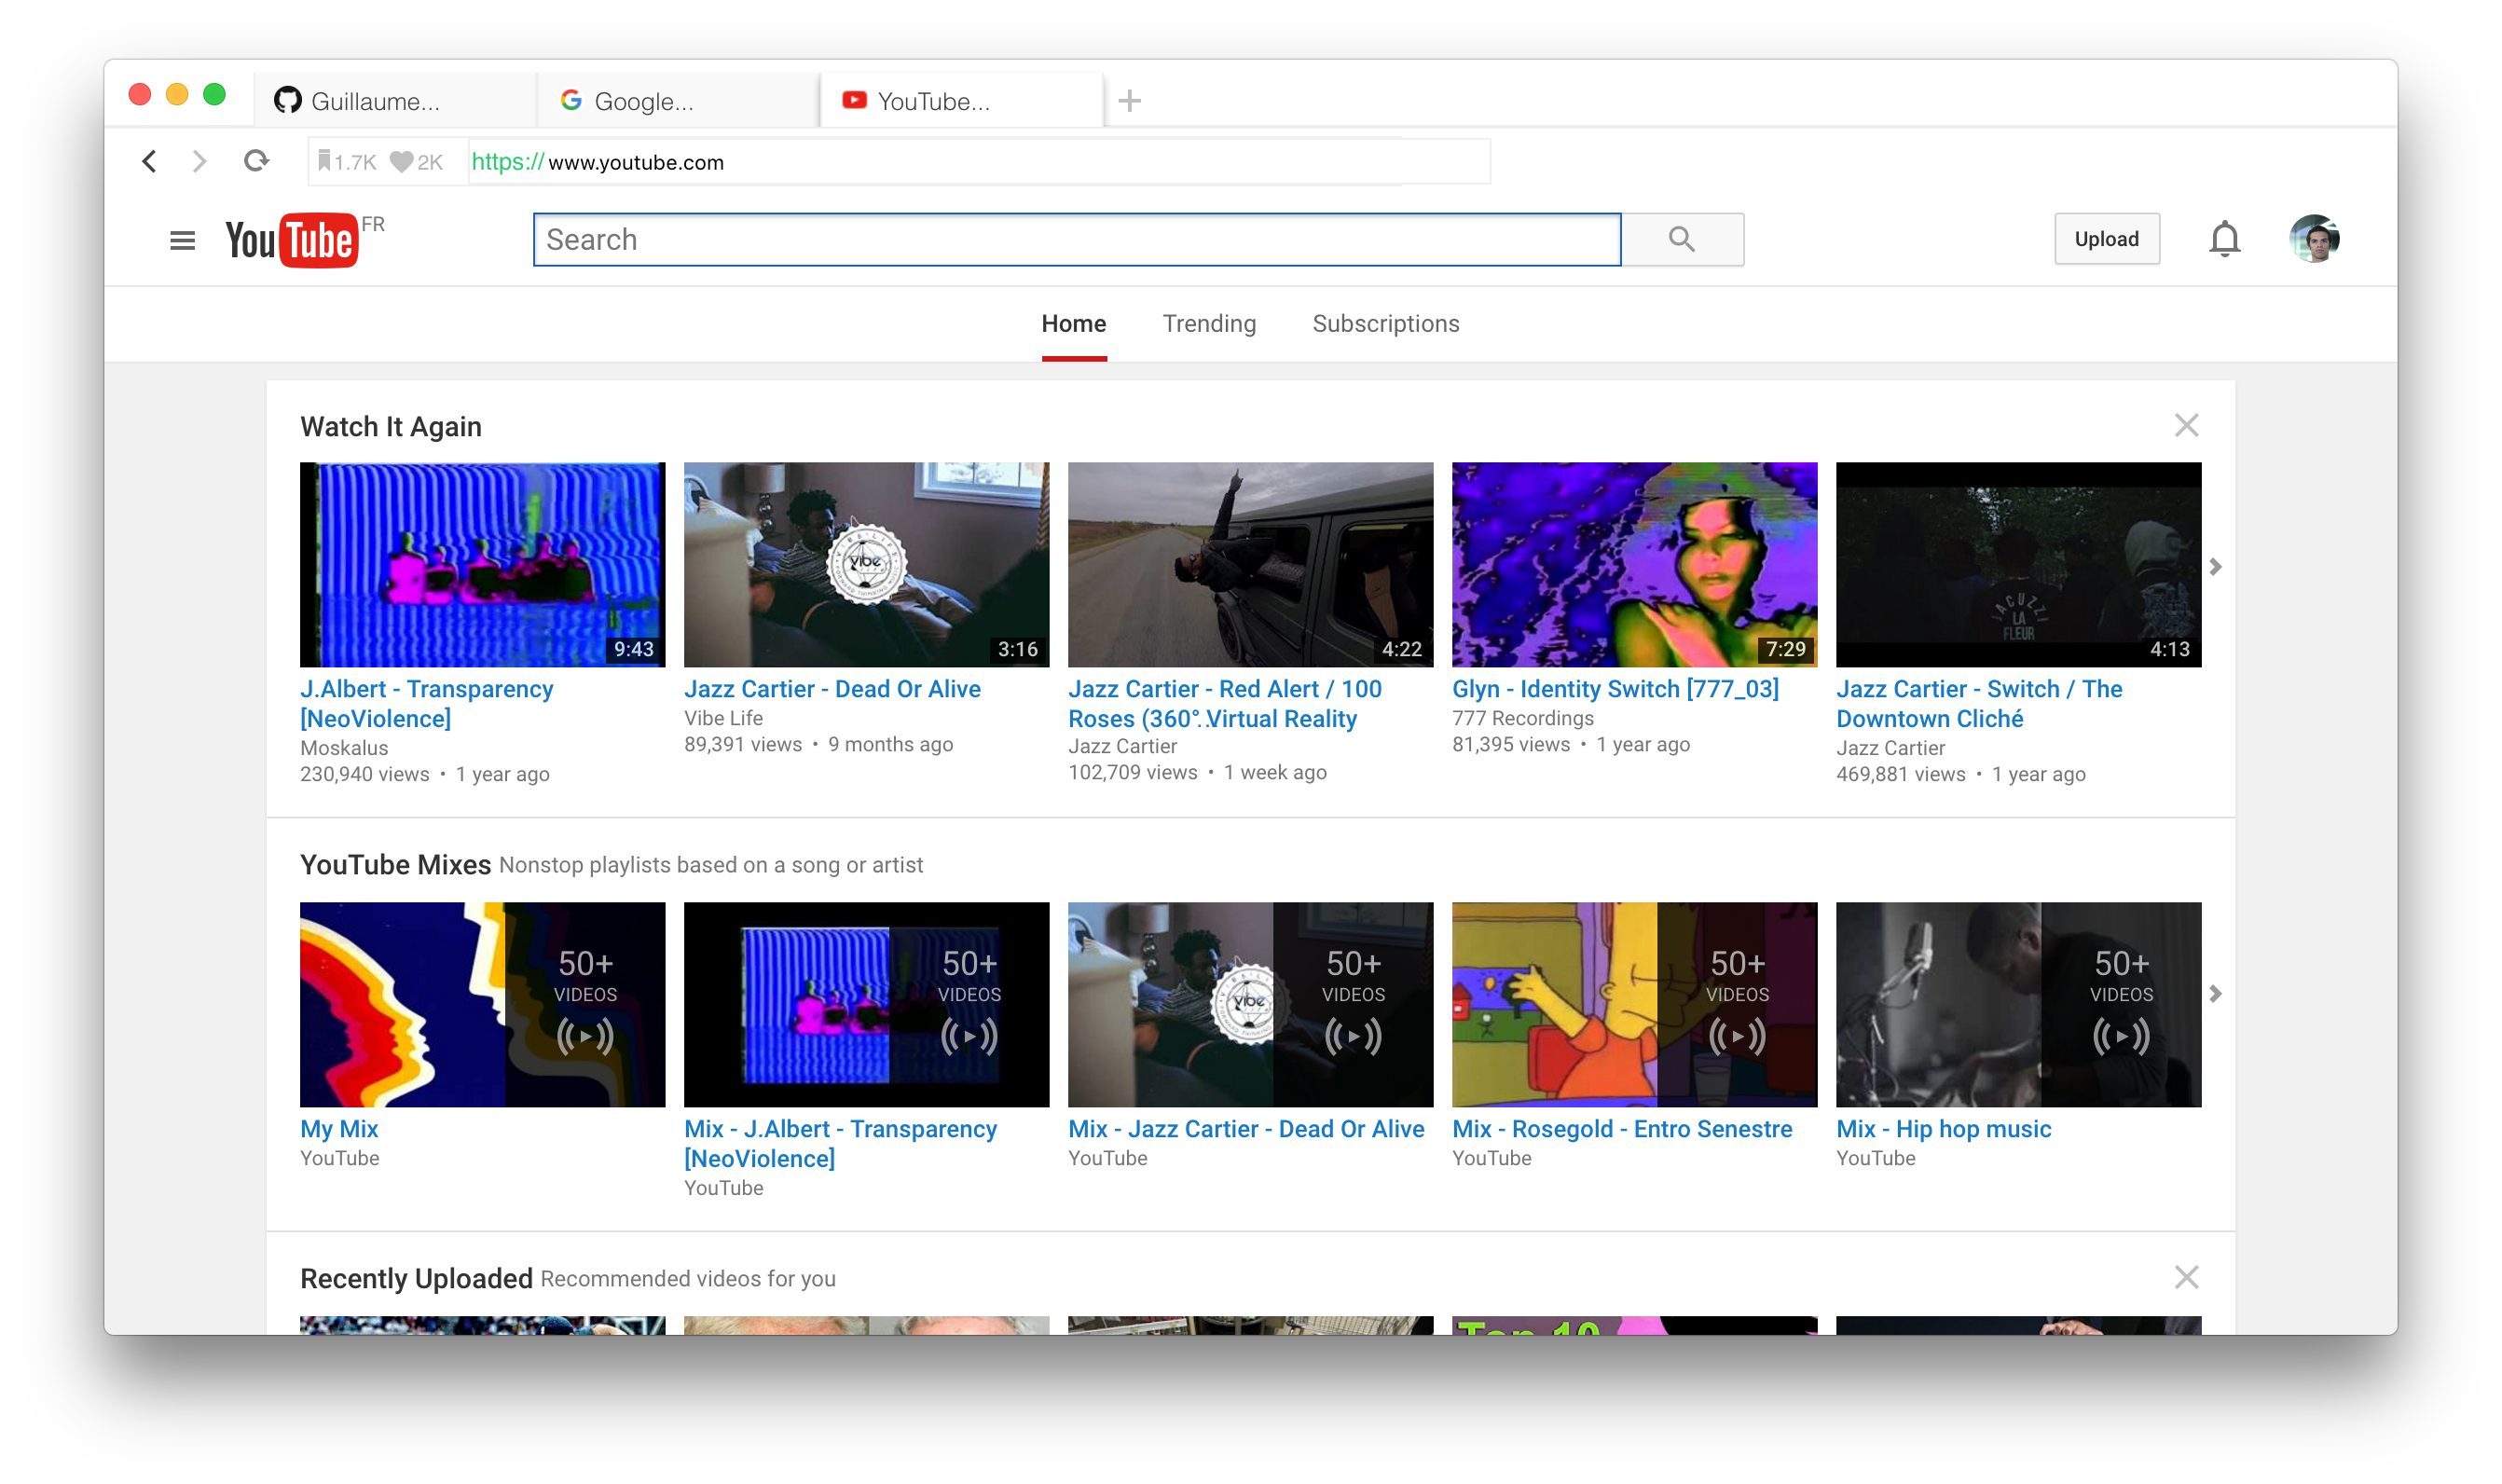 Guillaume...
Google...
YouTube...
1.7K 2K https:// www.youtube.com
YouTube FR
Search
Upload
Home Trending Subscriptions
Watch It Again
9:43
3:16
4:22
7:29
4:13
vibe
JACUZZI
LA
FLEUR
J.Albert - Transparency
[NeoViolence]
Moskalus
230,940 views • 1 year ago
Jazz Cartier - Dead Or Alive
Vibe Life
89,391 views • 9 months ago
Jazz Cartier - Red Alert / 100
Roses (360°..Virtual Reality
Jazz Cartier
102,709 views • 1 week ago
Glyn - Identity Switch [777_03]
777 Recordings
81,395 views • 1 year ago
Jazz Cartier - Switch / The
Downtown Cliché
Jazz Cartier
469,881 views • 1 year ago
YouTube Mixes Nonstop playlists based on a song or artist
50+
VIDEOS
50+
VIDEOS
vibe
50+
VIDEOS
50+
VIDEOS
50+
VIDEOS
My Mix
YouTube
Mix - J.Albert - Transparency
[NeoViolence]
YouTube
Mix - Jazz Cartier - Dead Or Alive
YouTube
Mix - Rosegold - Entro Senestre
YouTube
Mix - Hip hop music
YouTube
Recently Uploaded Recommended videos for you
Top 10